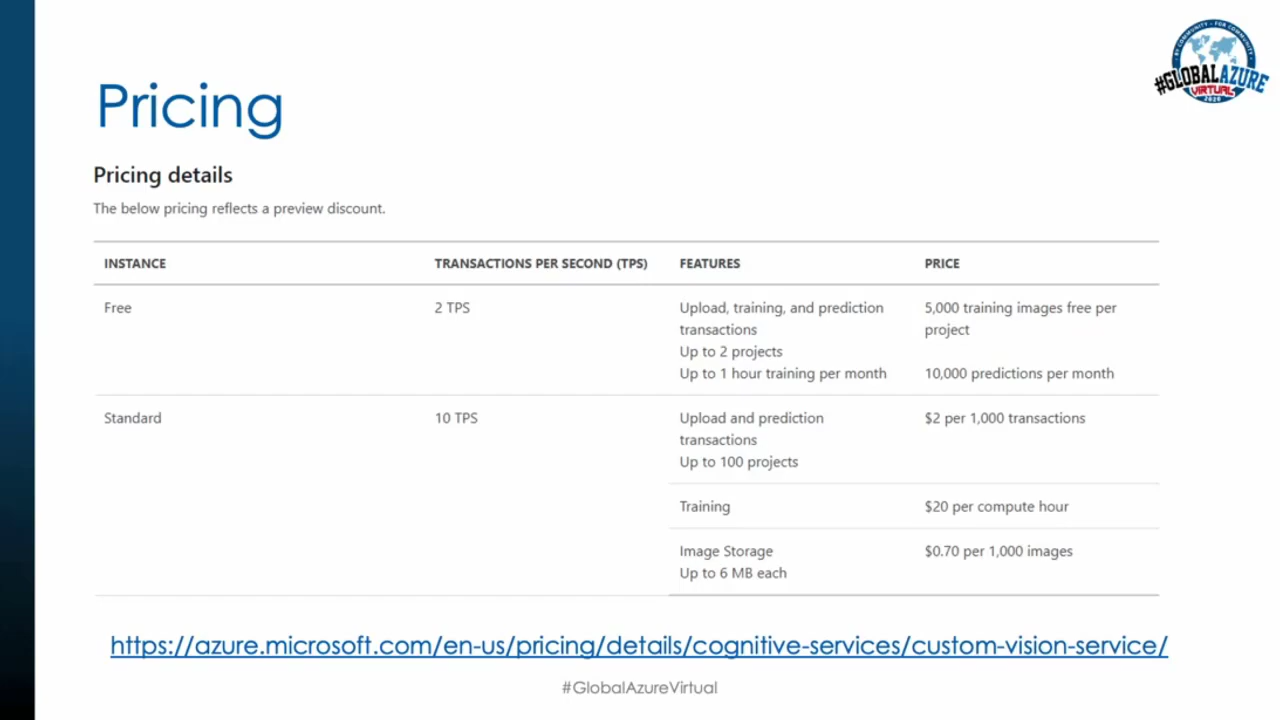 BY COMMUNITY - FOR COMMUNITY
#GLOBALAZURE
VIRTUAL
2020
Pricing
Pricing details
The below pricing reflects a preview discount.
INSTANCE TRANSACTIONS PER SECOND (TPS) FEATURES PRICE
Free 2 TPS Upload, training, and prediction 5,000 training images free per
transactions project
Up to 2 projects
Up to 1 hour training per month 10,000 predictions per month
Standard 10 TPS Upload and prediction $2 per 1,000 transactions
transactions
Up to 100 projects
Training $20 per compute hour
Image Storage $0.70 per 1,000 images
Up to 6 MB each
https://azure.microsoft.com/en-us/pricing/details/cognitive-services/custom-vision-service/
#GlobalAzureVirtual